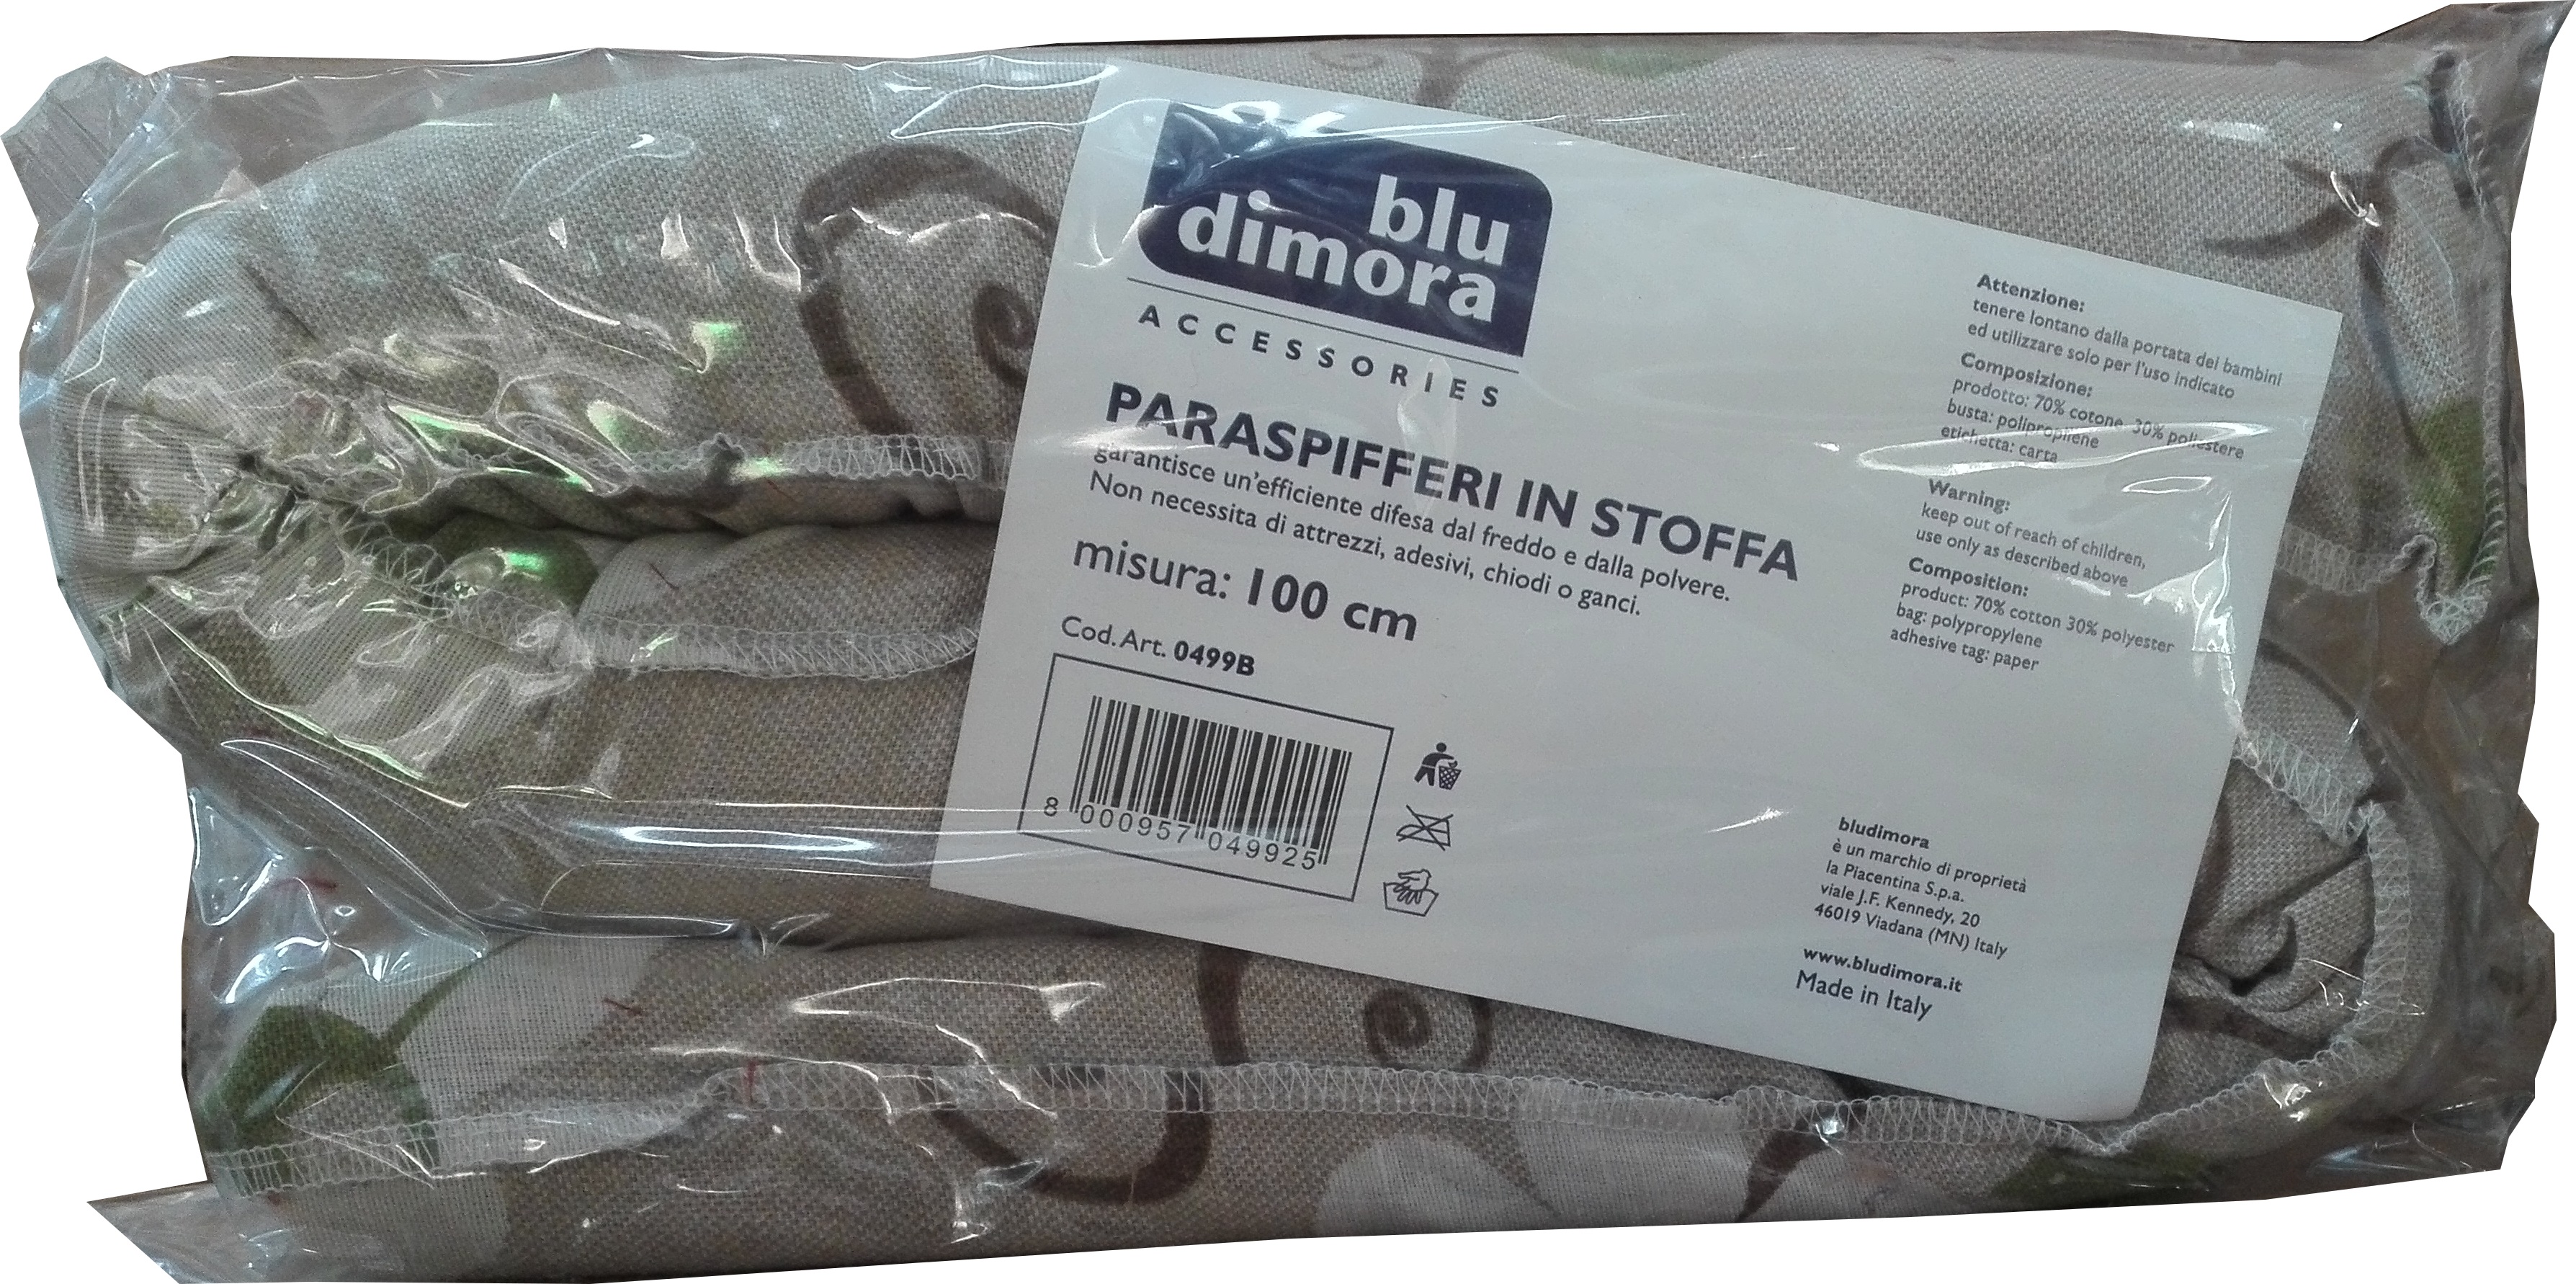 blu
dimora
ACCESSORIES
PARASPIFFERI IN STOFFA
garantisce un'efficiente difesa dal freddo e dalla polvere.
Non necessita di attrezzi, adesivi, chiodi o ganci.
misura: 100 cm
Cod. Art. 0499B
8 000957 049925
Attenzione:
tenere lontano dalla portata dei bambini
ed utilizzare solo per l'uso indicato
Composizione:
prodotto: 70% cotone 30% poliestere
busta: polipropilene
etichetta: carta
Warning:
keep out of reach of children,
use only as described above
Composition:
product: 70% cotton 30% polyester
bag: polypropylene
adhesive tag: paper
bludimora
è un marchio di proprietà
la Piacentina S.p.a.
viale J.F. Kennedy, 20
46019 Viadana (MN) Italy
www.bludimora.it
Made in Italy